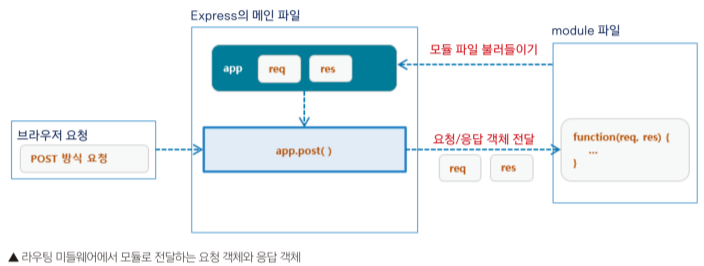 Express의 메인 파일
module 파일
app
req
res
모듈 파일 불러들이기
브라우저 요청
POST 방식 요청
app.post( )
요청/응답 객체 전달
req
res
function(req, res) {
...
}
▲ 라우팅 미들웨어에서 모듈로 전달하는 요청 객체와 응답 객체